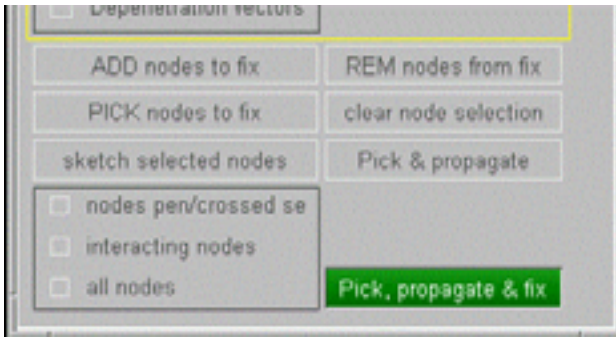 Depenetration vectors
ADD nodes to fix REM nodes from fix
PICK nodes to fix clear node selection
sketch selected nodes Pick & propagate
nodes pen/crossed se
interacting nodes
all nodes Pick, propagate & fix